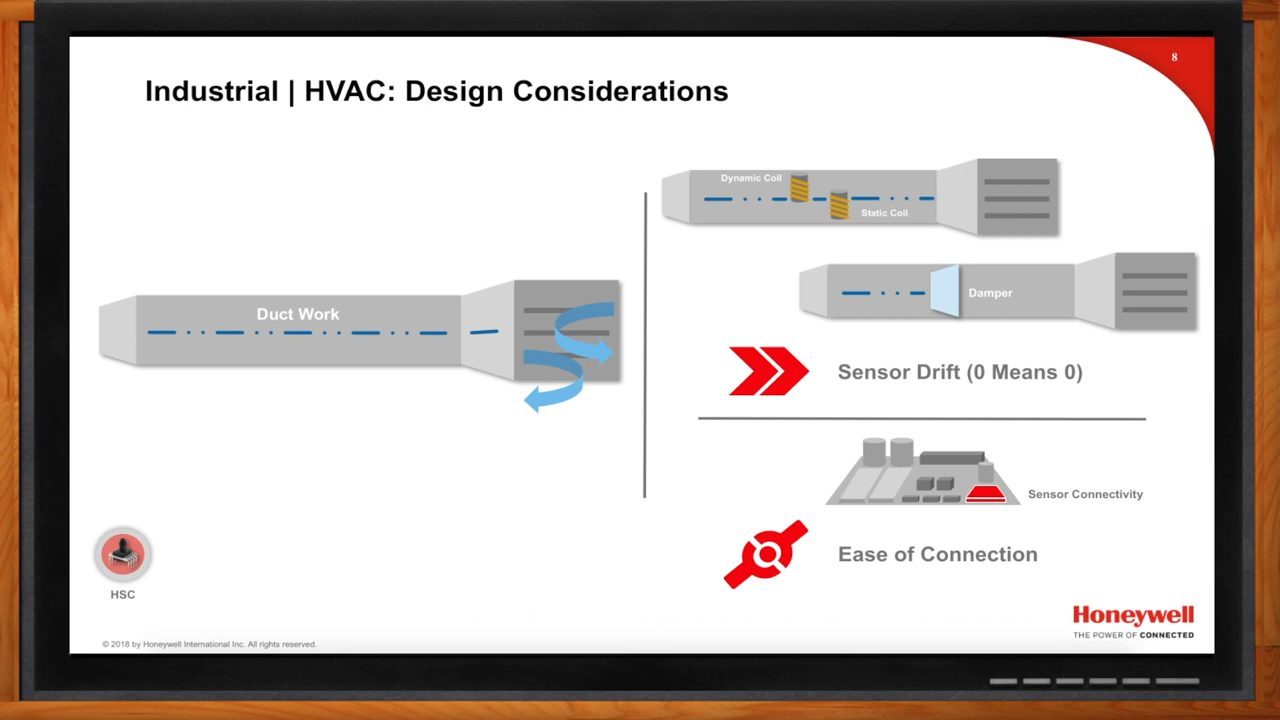 8
Industrial | HVAC: Design Considerations
Dynamic Coil
Static Coil
Duct Work
Damper
Sensor Drift (0 Means 0)
Sensor Connectivity
Ease of Connection
HSC
Honeywell
THE POWER OF CONNECTED
© 2018 by Honeywell International Inc. All rights reserved.